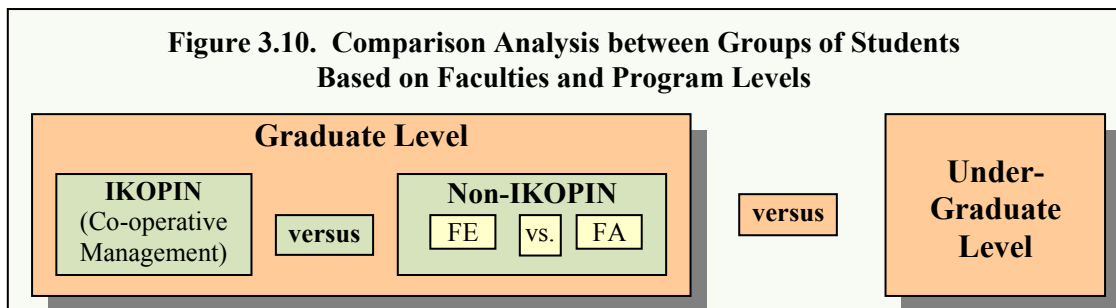 Figure 3.10. Comparison Analysis between Groups of Students
Based on Faculties and Program Levels
Graduate Level
IKOPIN
(Co-operative
Management)
versus
Non-IKOPIN
FE vs. FA
versus
Under-
Graduate
Level